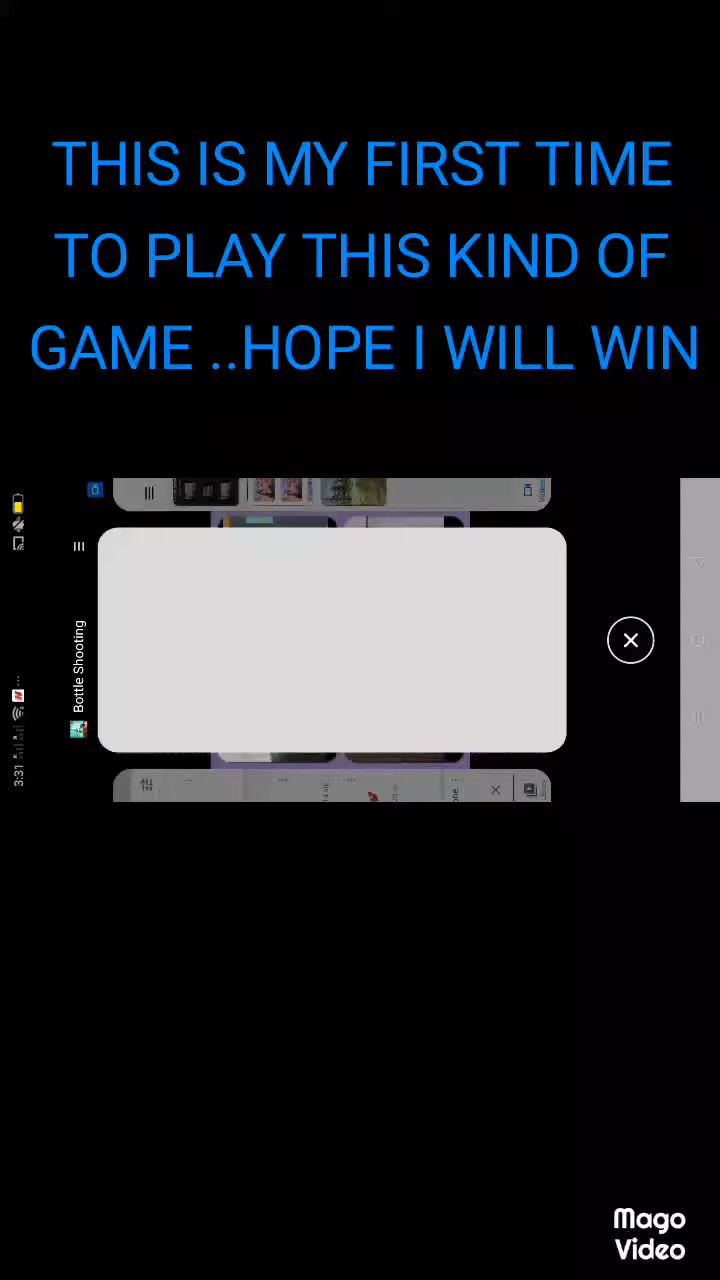 THIS IS MY FIRST TIME
TO PLAY THIS KIND OF
GAME ..HOPE I WILL WIN
Videos
Bottle Shooting
3:31
Mago
Video